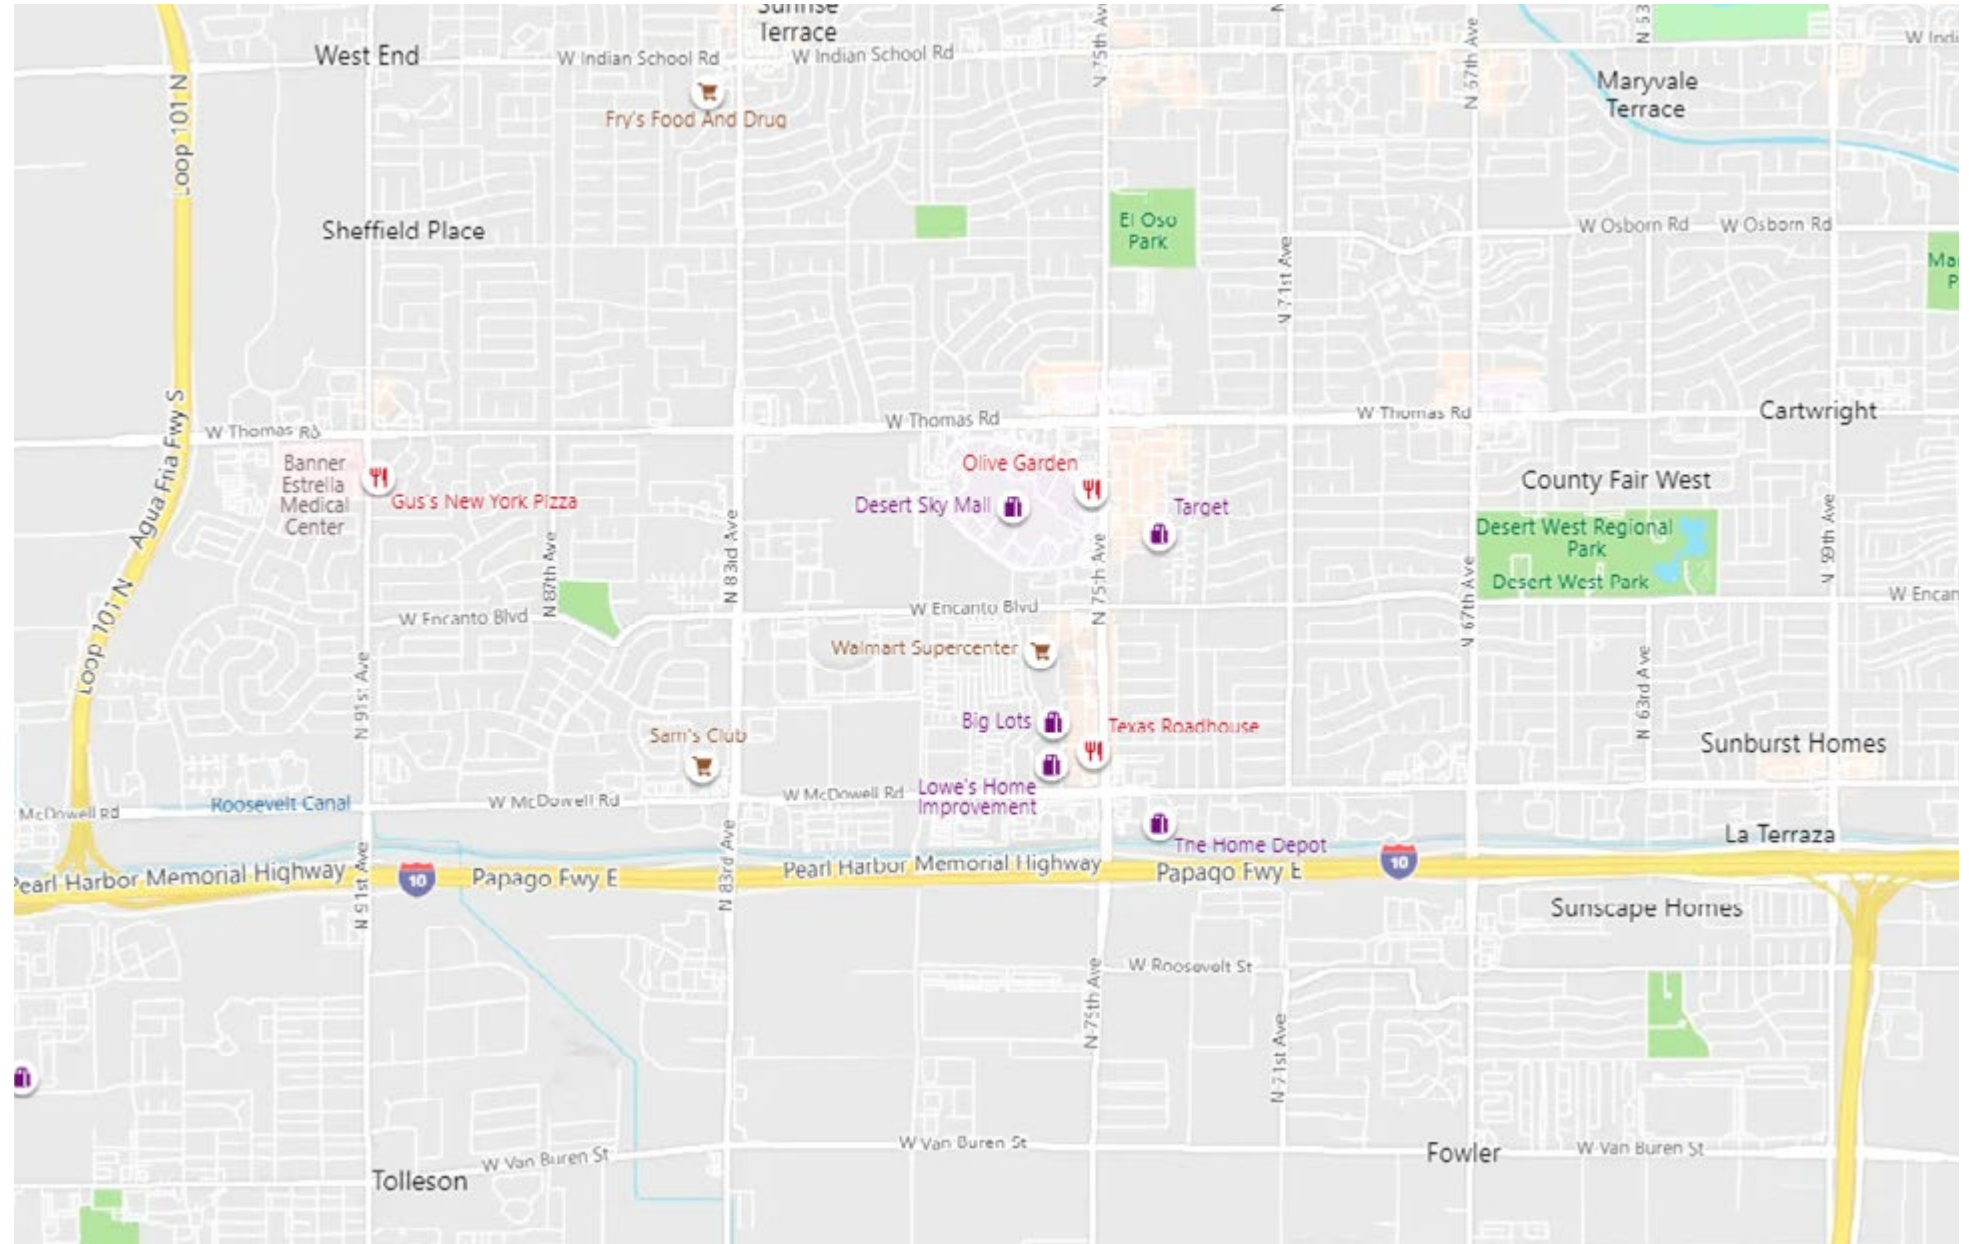 Sunrise
Terrace
West End
W Indian School Rd
W Indian School Rd
N 75th Av
N 67th Ave
N 53
W Indi
Loop 101 N
Fry's Food And Drug
Maryvale
Terrace
Sheffield Place
El Oso
Park
W Osborn Rd
W Osborn Rd
N 71st Ave
Ma
P
Agua Fria Fwy S
W Thomas Rd
W Thomas Rd
W Thomas Rd
Cartwright
Banner
Estrella
Medical
Center
Gus's New York Pizza
Olive Garden
Desert Sky Mall
Target
County Fair West
Desert West Regional
Park
Desert West Park
N 59th Ave
N 87th Ave
N 83rd Ave
N 75th Ave
N 67th Ave
W Encanto Blvd
W Encanto Blvd
W Encan
Loop 101 N
N 91st Ave
Walmart Supercenter
N 63rd Ave
Big Lots
Texas Roadhouse
Sam's Club
Sunburst Homes
McDowell Rd
Roosevelt Canal
W McDowell Rd
W McDowell Rd
Lowe's Home
Improvement
The Home Depot
La Terraza
Pearl Harbor Memorial Highway
N 91st Ave
10
Papago Fwy E
N 83rd Ave
Pearl Harbor Memorial Highway
Papago Fwy E
10
Sunscape Homes
W Roosevelt St
N 75th Ave
N 71st Ave
W Van Buren St
W Van Buren St
Fowler
W Van Buren St
Tolleson